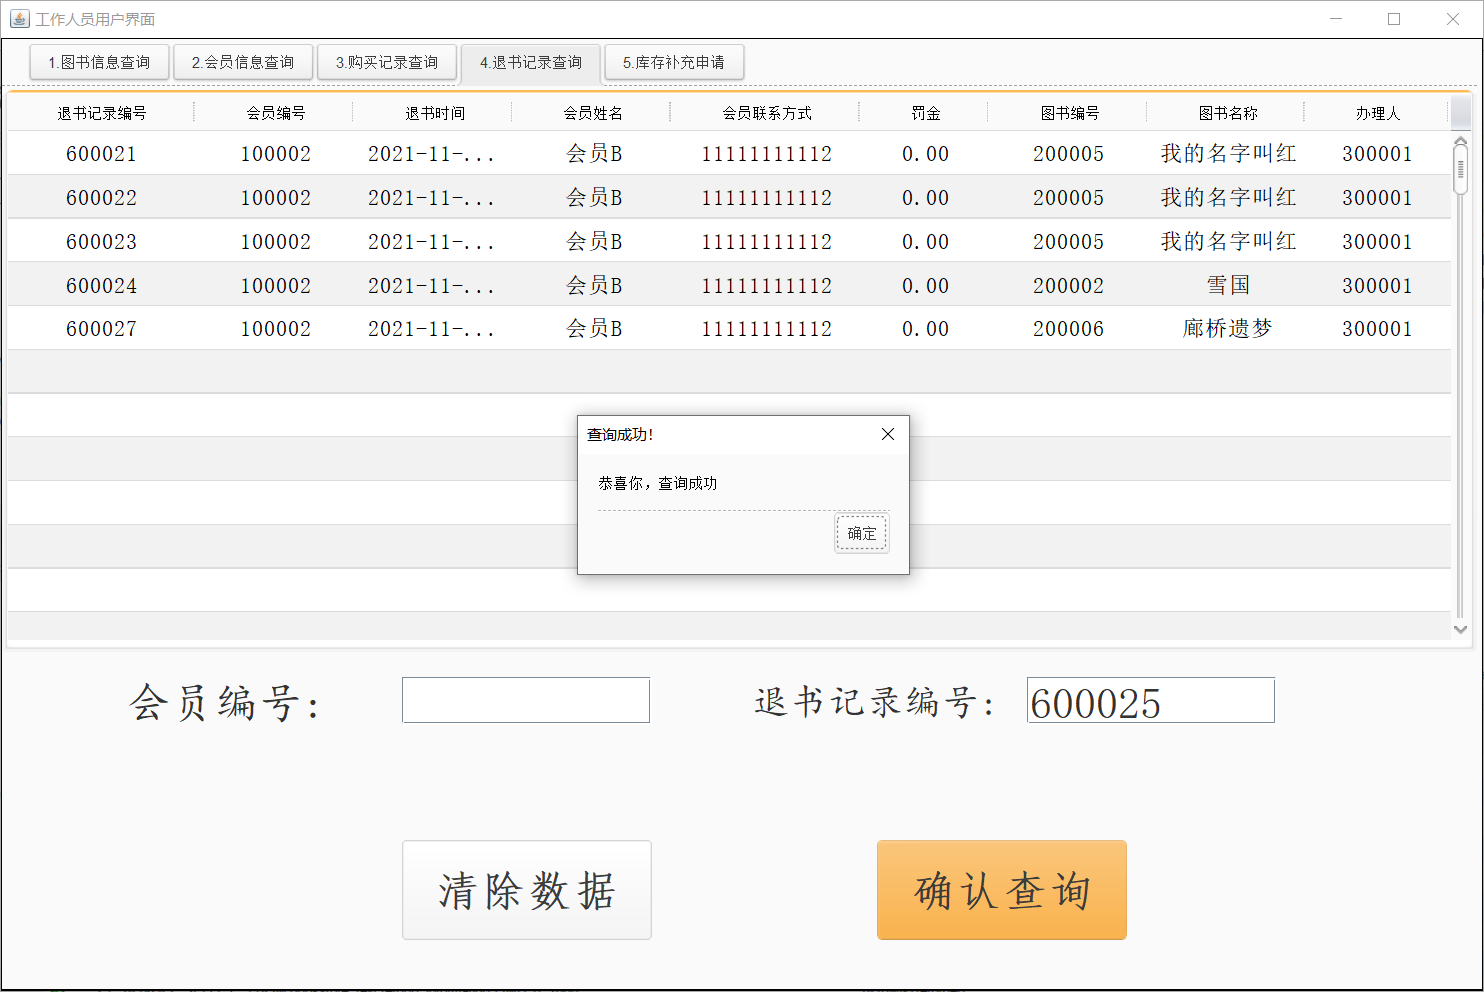 工作人员用户界面
1.图书信息查询 2.会员信息查询 3.购买记录查询 4.退书记录查询 5.库存补充申请
退书记录编号 会员编号 退书时间 会员姓名 会员联系方式 罚金 图书编号 图书名称 办理人
600021 100002 2021-11-... 会员B 11111111112 0.00 200005 我的名字叫红 300001
600022 100002 2021-11-... 会员B 11111111112 0.00 200005 我的名字叫红 300001
600023 100002 2021-11-... 会员B 11111111112 0.00 200005 我的名字叫红 300001
600024 100002 2021-11-... 会员B 11111111112 0.00 200002 雪国 300001
600027 100002 2021-11-... 会员B 11111111112 0.00 200006 廊桥遗梦 300001
查询成功!
恭喜你，查询成功
确定
会员编号： 退书记录编号： 600025
清除数据 确认查询